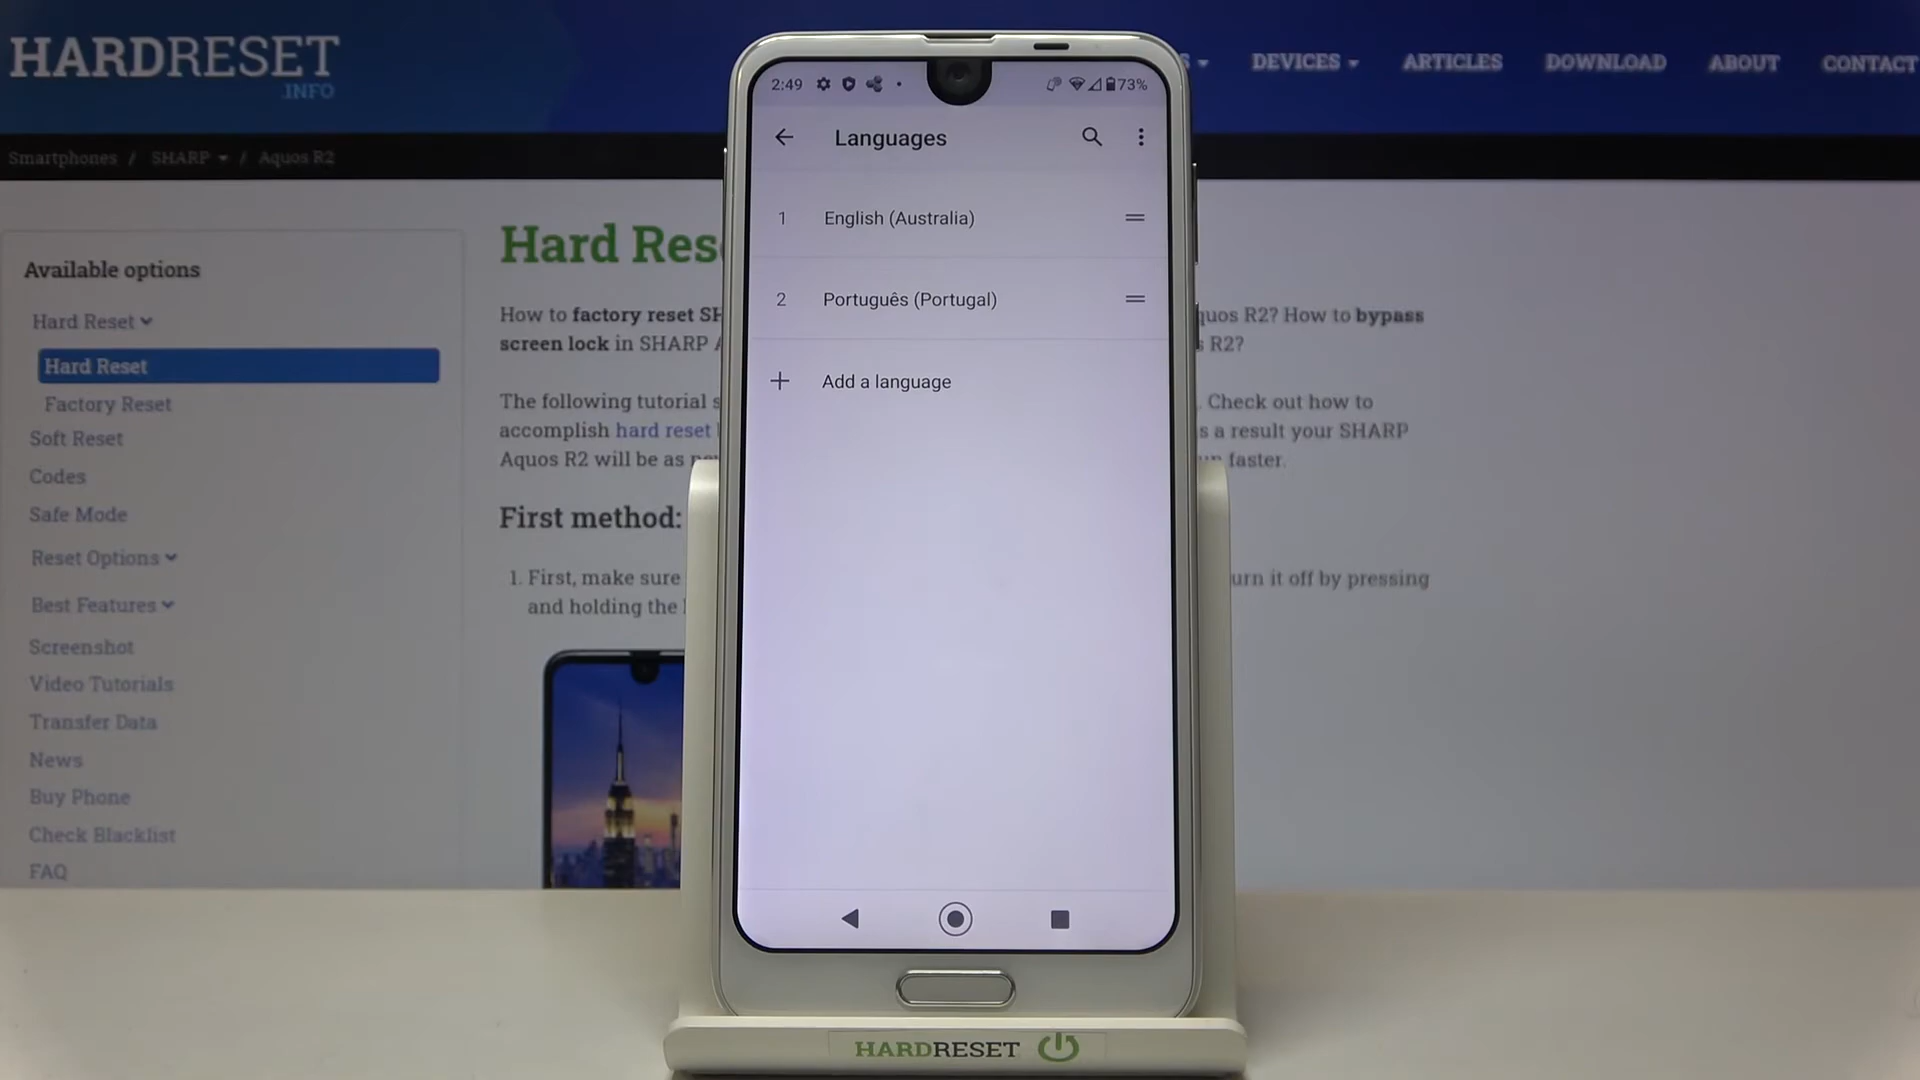 HARDRESET
.INFO
DEVICES
ARTICLES
DOWNLOAD
ABOUT
CONTACT
Smartphones / SHARP / Aquos R2
Available options
Hard Reset
Hard Reset
Factory Reset
Soft Reset
Codes
Safe Mode
Reset Options
Best Features
Screenshot
Video Tutorials
Transfer Data
News
Buy Phone
Check Blacklist
FAQ
Hard Res
How to factory reset SH
quos R2? How to bypass
screen lock in SHARP A
s R2?
The following tutorial s
. Check out how to
accomplish hard reset
s a result your SHARP
Aquos R2 will be as
faster.
First method:
1. First, make sure
urn it off by pressing
and holding the
2:49
73%
Languages
1 English (Australia)
2 Português (Portugal)
Add a language
HARDRESET